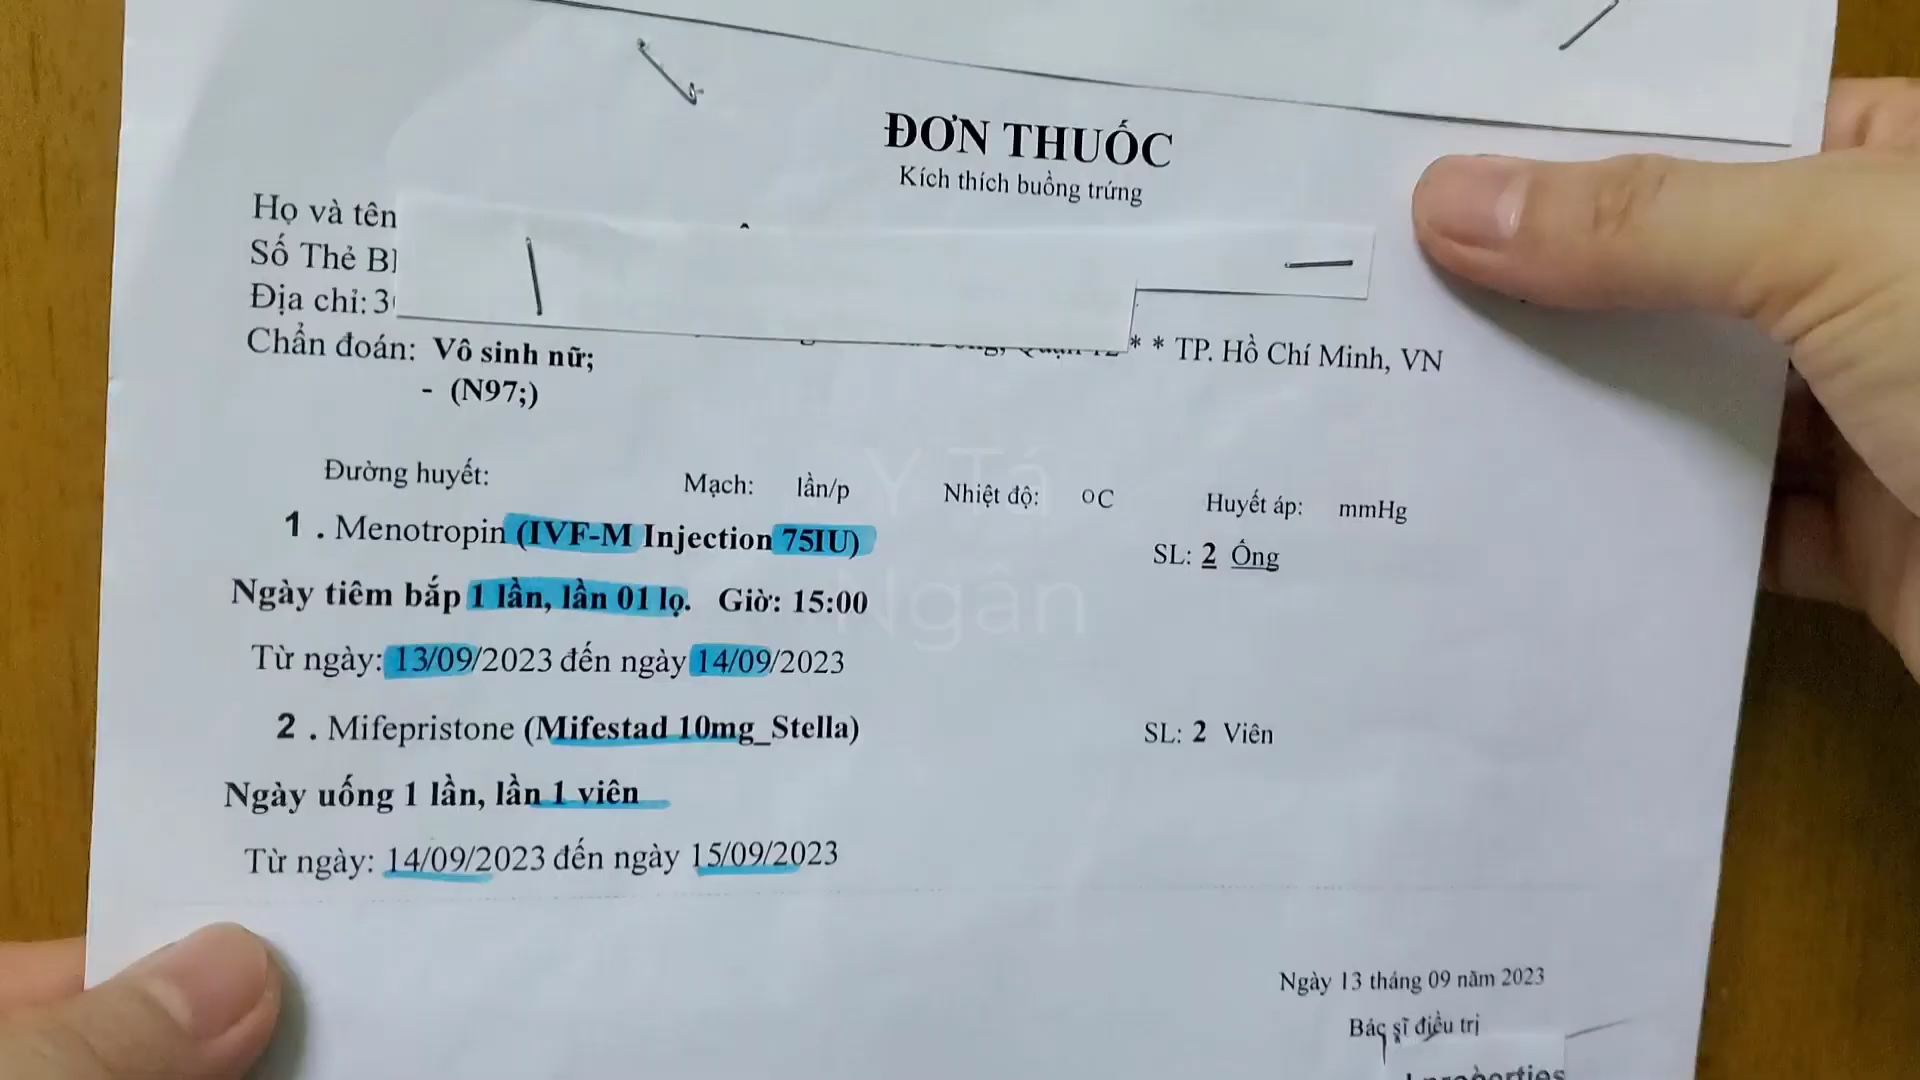 ĐƠN THUỐC
Kích thích buồng trứng
Họ và tên
Số Thẻ
Địa chỉ: 3
* * TP. Hồ Chí Minh, VN
Chẩn đoán: Vô sinh nữ;
- (N97;)
Đường huyết: Mạch: lần/p Nhiệt độ: ºC Huyết áp: mmHg
1 . Menotropin (IVF-M Injection 75IU) SL: 2 Ống
Ngày tiêm bắp 1 lần, lần 01 lọ. Giờ: 15:00
Từ ngày: 13/09/2023 đến ngày 14/09/2023
2 . Mifepristone (Mifestad 10mg_Stella) SL: 2 Viên
Ngày uống 1 lần, lần 1 viên
Từ ngày: 14/09/2023 đến ngày 15/09/2023
Ngày 13 tháng 09 năm 2023
Bác sĩ điều trị
Y Tá
Ngân